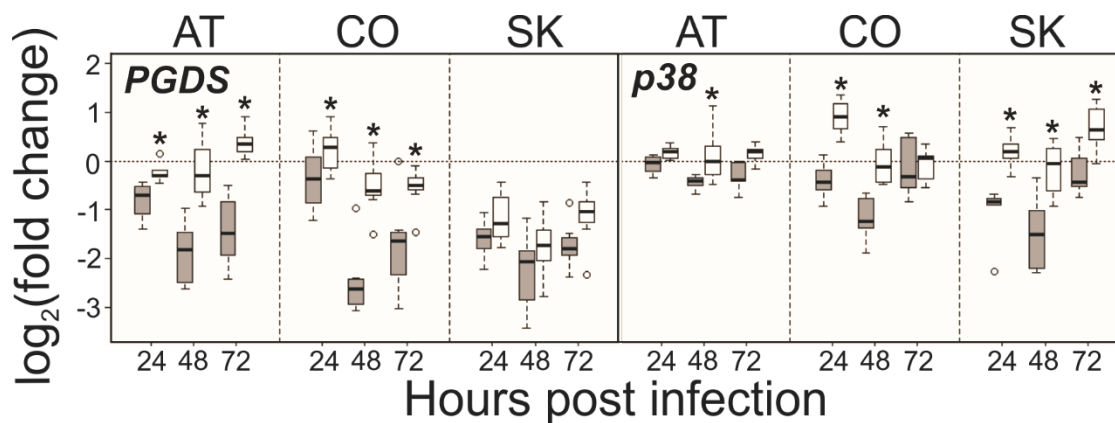 AT CO SK AT CO SK
log2(fold change)
2
1
0
-1
-2
-3
PGDS p38
* * * * * * * * * * * *
24 48 72 24 48 72 24 48 72 24 48 72 24 48 72 24 48 72
Hours post infection